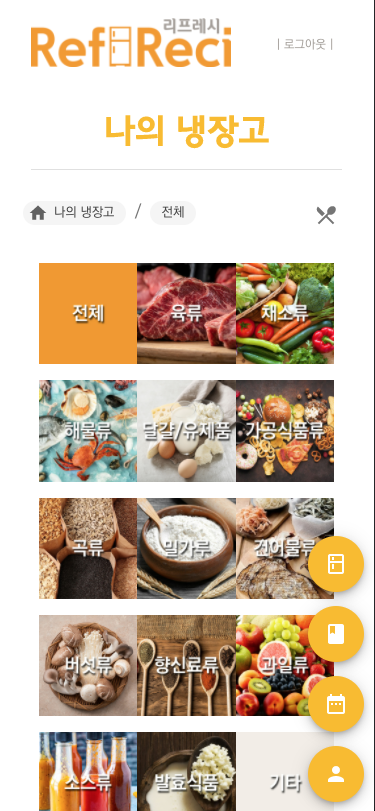 리프레시
Ref Reci
| 로그아웃 |
나의 냉장고
나의 냉장고 / 전체
전체 육류 채소류
해물류 달걀/유제품 가공식품류
곡류 밀가류 건어물류
버섯류 향신료류 과일류
소스류 발효식품 기타